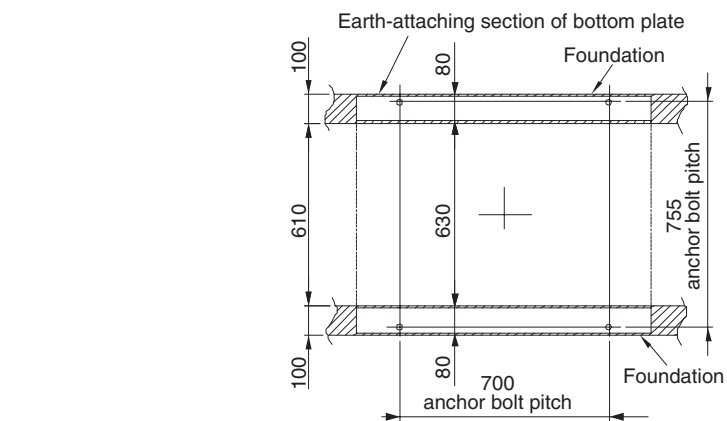 Earth-attaching section of bottom plate
Foundation
100
80
610
630
755
anchor bolt pitch
100
80
700
anchor bolt pitch
Foundation